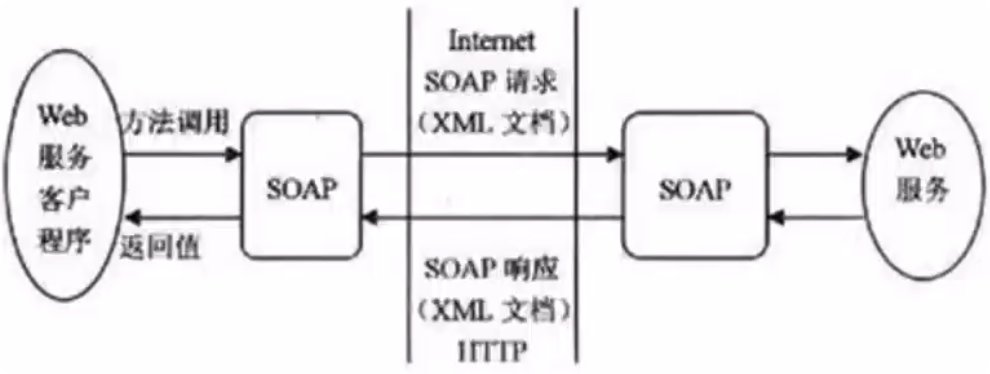 Web
服务
客户
程序
方法调用
返回值
SOAP
Internet
SOAP 请求
(XML 文档)
SOAP 响应
(XML 文档)
HTTP
SOAP
Web
服务